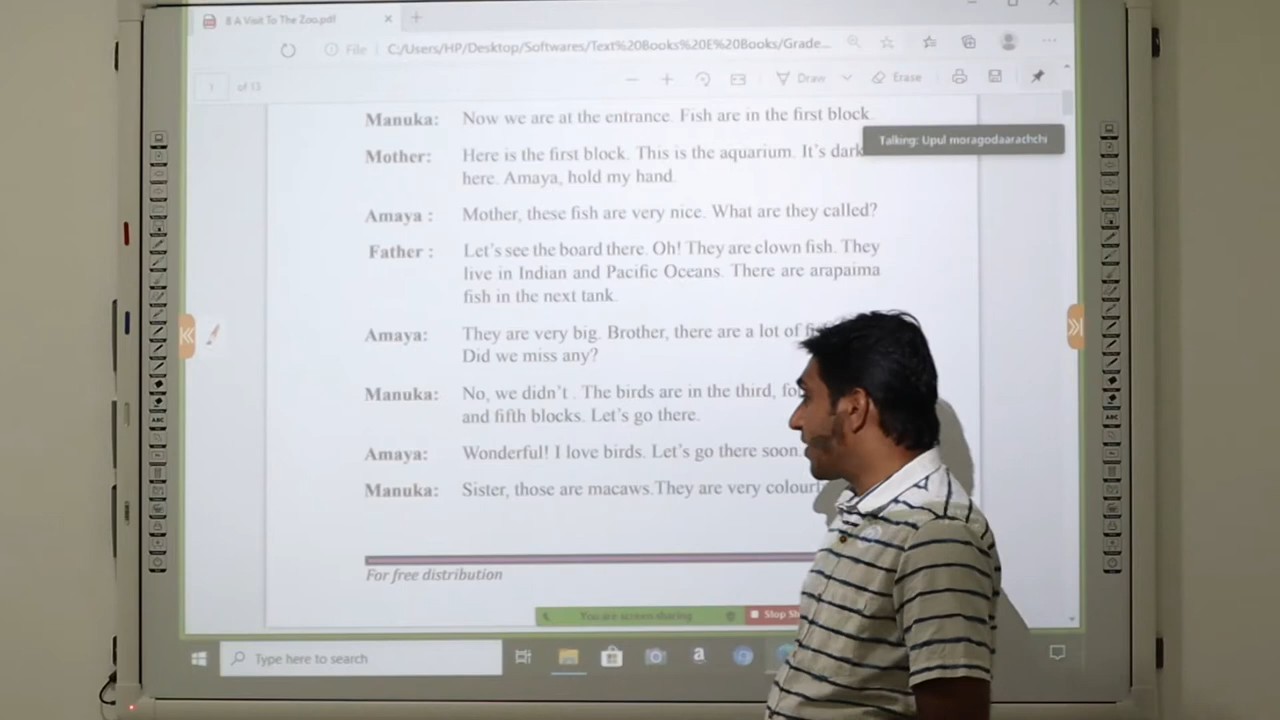 8 A Visit To The Zoo.pdf
File C:/Users/HP/Desktop/Softwares/Text%20Books%20E%20Books/Grade...
1 of 13 Draw Erase
Manuka: Now we are at the entrance. Fish are in the first block.
Talking: Upul moragodaarachchi
Mother: Here is the first block. This is the aquarium. It's dark
here. Amaya, hold my hand.
Amaya : Mother, these fish are very nice. What are they called?
Father : Let's see the board there. Oh! They are clown fish. They
live in Indian and Pacific Oceans. There are arapaima
fish in the next tank.
Amaya: They are very big. Brother, there are a lot of
Did we miss any?
Manuka: No, we didn't . The birds are in the third,
and fifth blocks. Let's go there.
Amaya: Wonderful! I love birds. Let's go there soon.
Manuka: Sister, those are macaws.They are very
For free distribution
You are screen sharing Stop
Type here to search
ABC
ABC